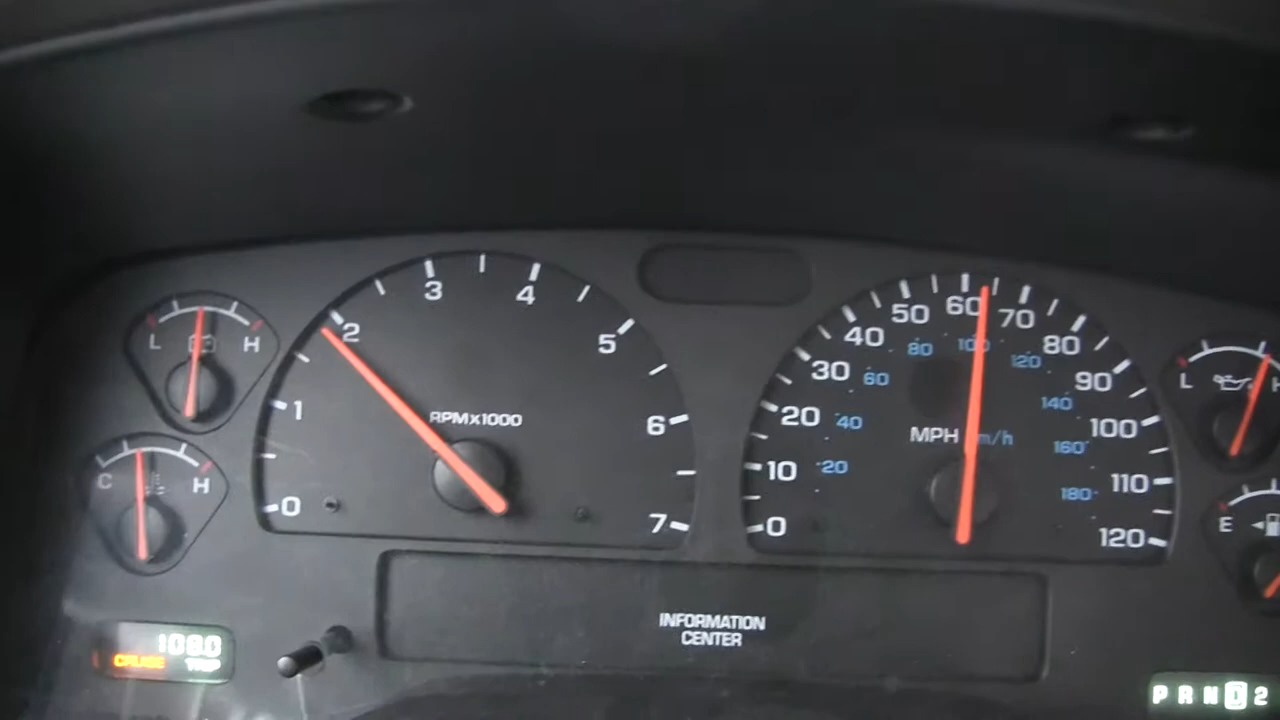 L H
C H
0 1 2 3 4 5 6 7
RPMx1000
0 10 20 30 40 50 60 70 80 90 100 110 120
20 40 60 80 100 120 140 160 180
MPH km/h
L H
E
INFORMATION
CENTER
CRUISE TRIP
P R N D 2